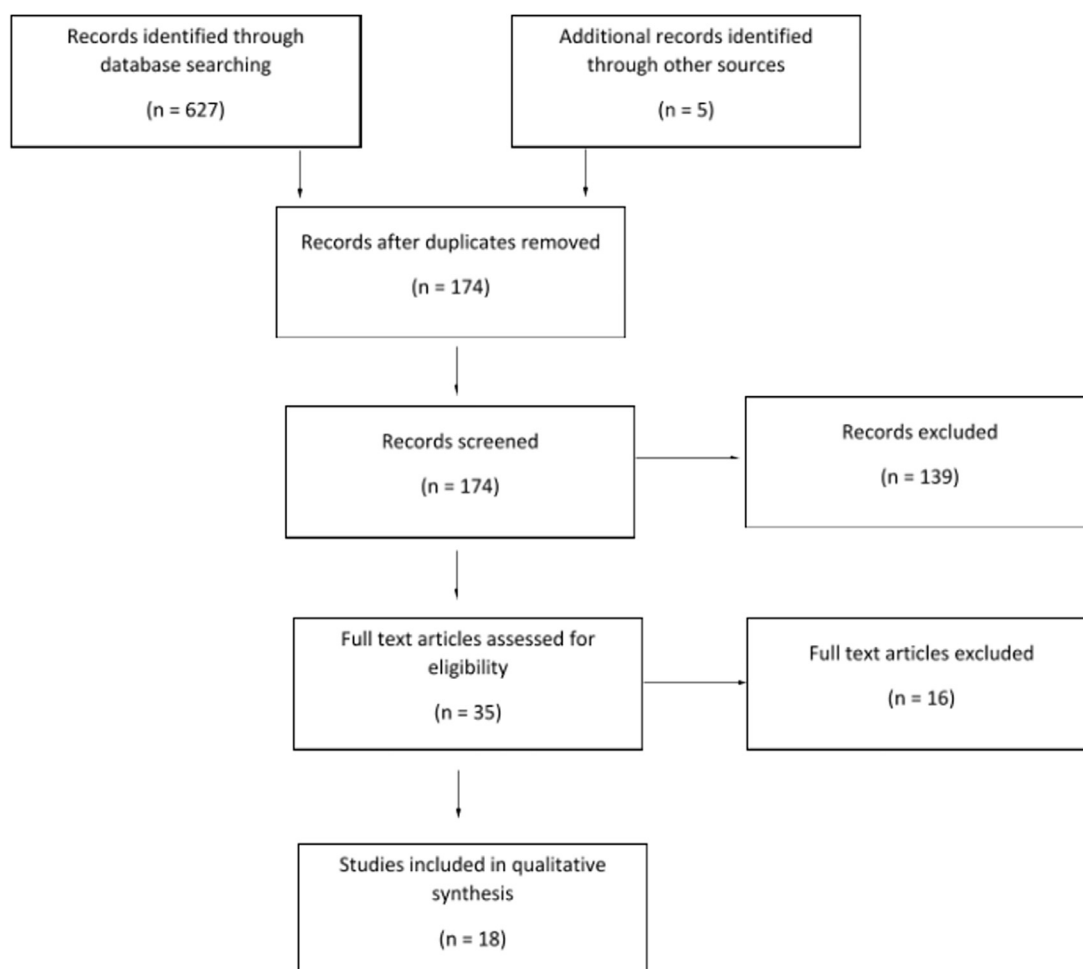 Records identified through
database searching
(n = 627)
Additional records identified
through other sources
(n = 5)
Records after duplicates removed
(n = 174)
Records screened
(n = 174)
Records excluded
(n = 139)
Full text articles assessed for
eligibility
(n = 35)
Full text articles excluded
(n = 16)
Studies included in qualitative
synthesis
(n = 18)